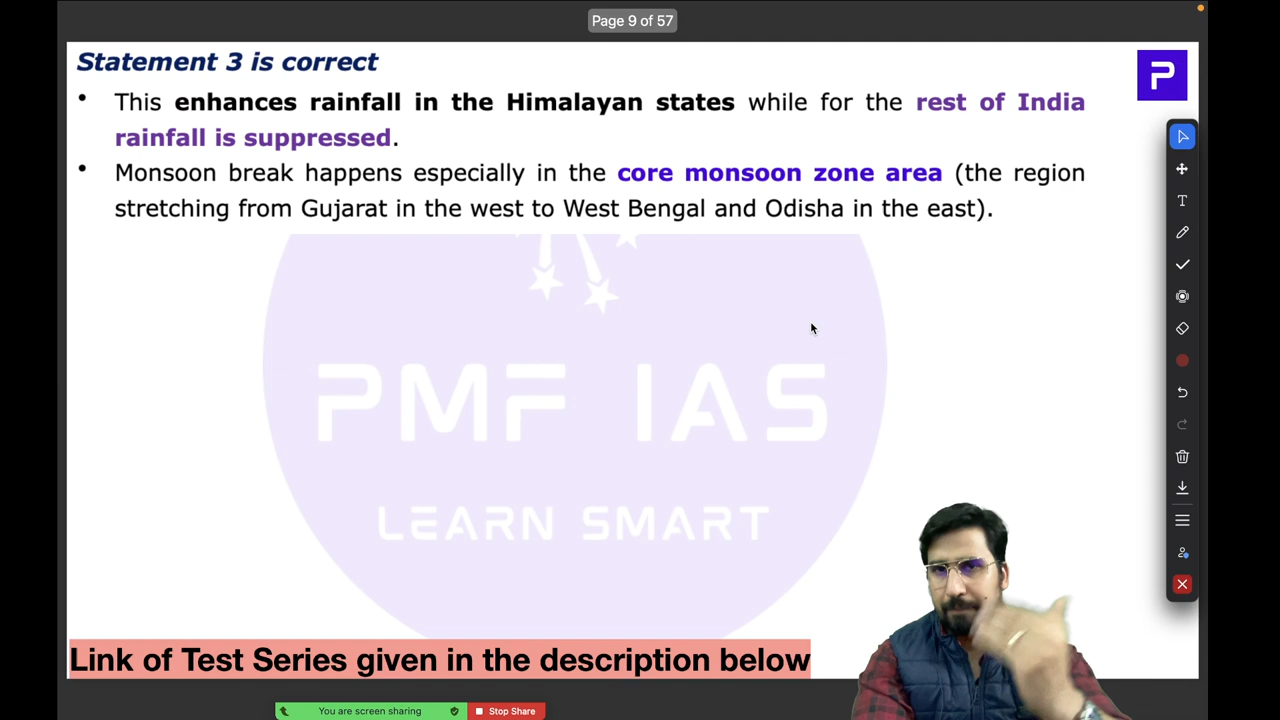 Page 9 of 57
Statement 3 is correct
• This enhances rainfall in the Himalayan states while for the rest of India
rainfall is suppressed.
• Monsoon break happens especially in the core monsoon zone area (the region
stretching from Gujarat in the west to West Bengal and Odisha in the east).
P
T
PMF IAS
LEARN SMART
Link of Test Series given in the description below
You are screen sharing
Stop Share